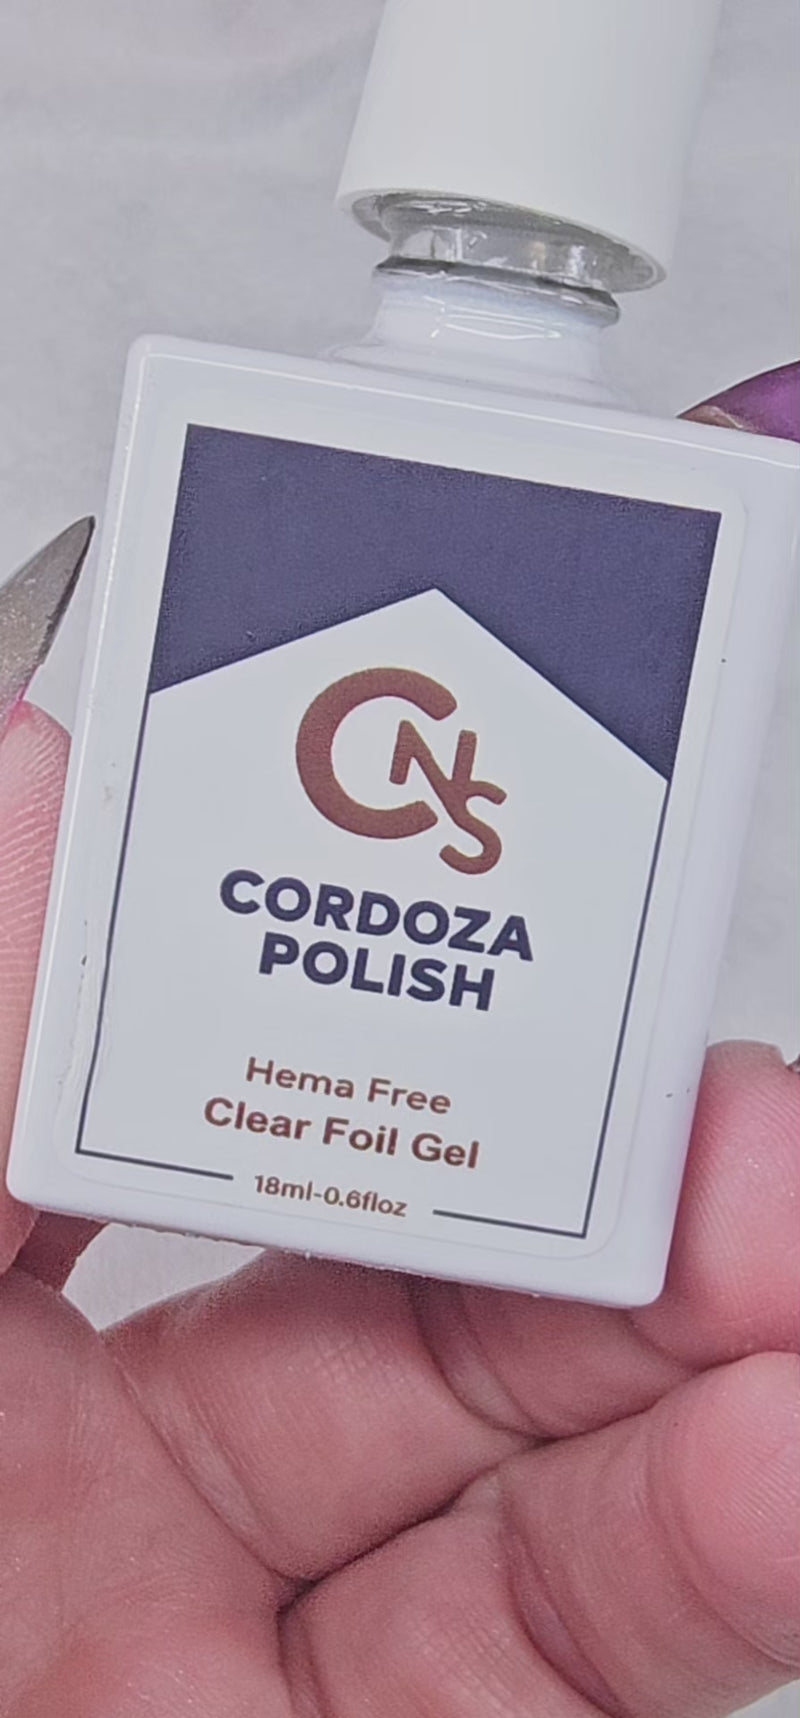 CNS
CORDOZA
POLISH
Hema Free
Clear Foil Gel
18ml-0.6floz